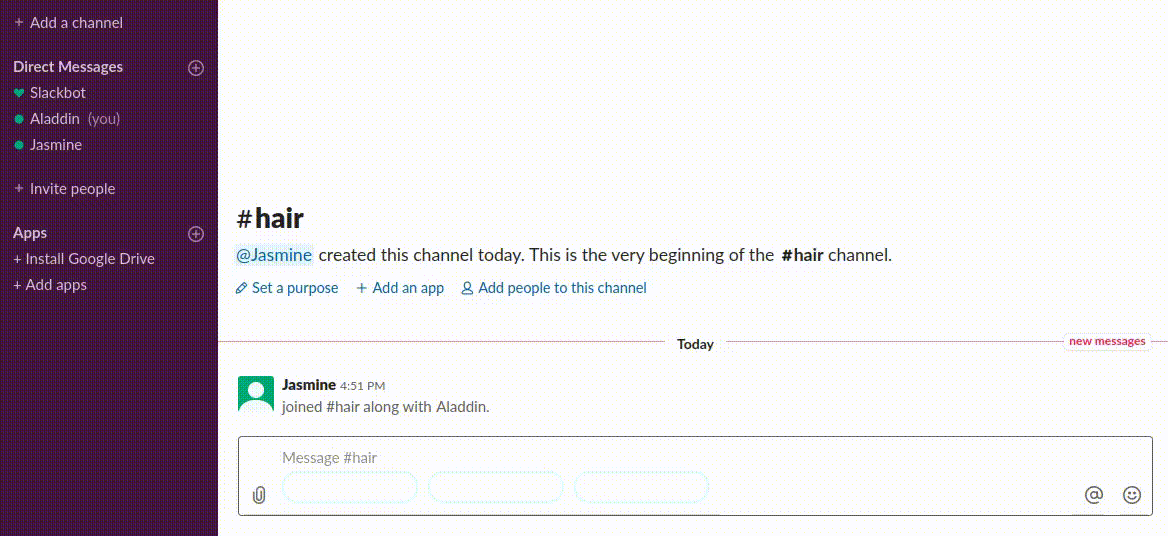 + Add a channel
Direct Messages
Slackbot
Aladdin (you)
Jasmine
+ Invite people
Apps
+ Install Google Drive
+ Add apps
#hair
@Jasmine created this channel today. This is the very beginning of the #hair channel.
Set a purpose + Add an app Add people to this channel
Today
new messages
Jasmine 4:51 PM
joined #hair along with Aladdin.
Message #hair
@